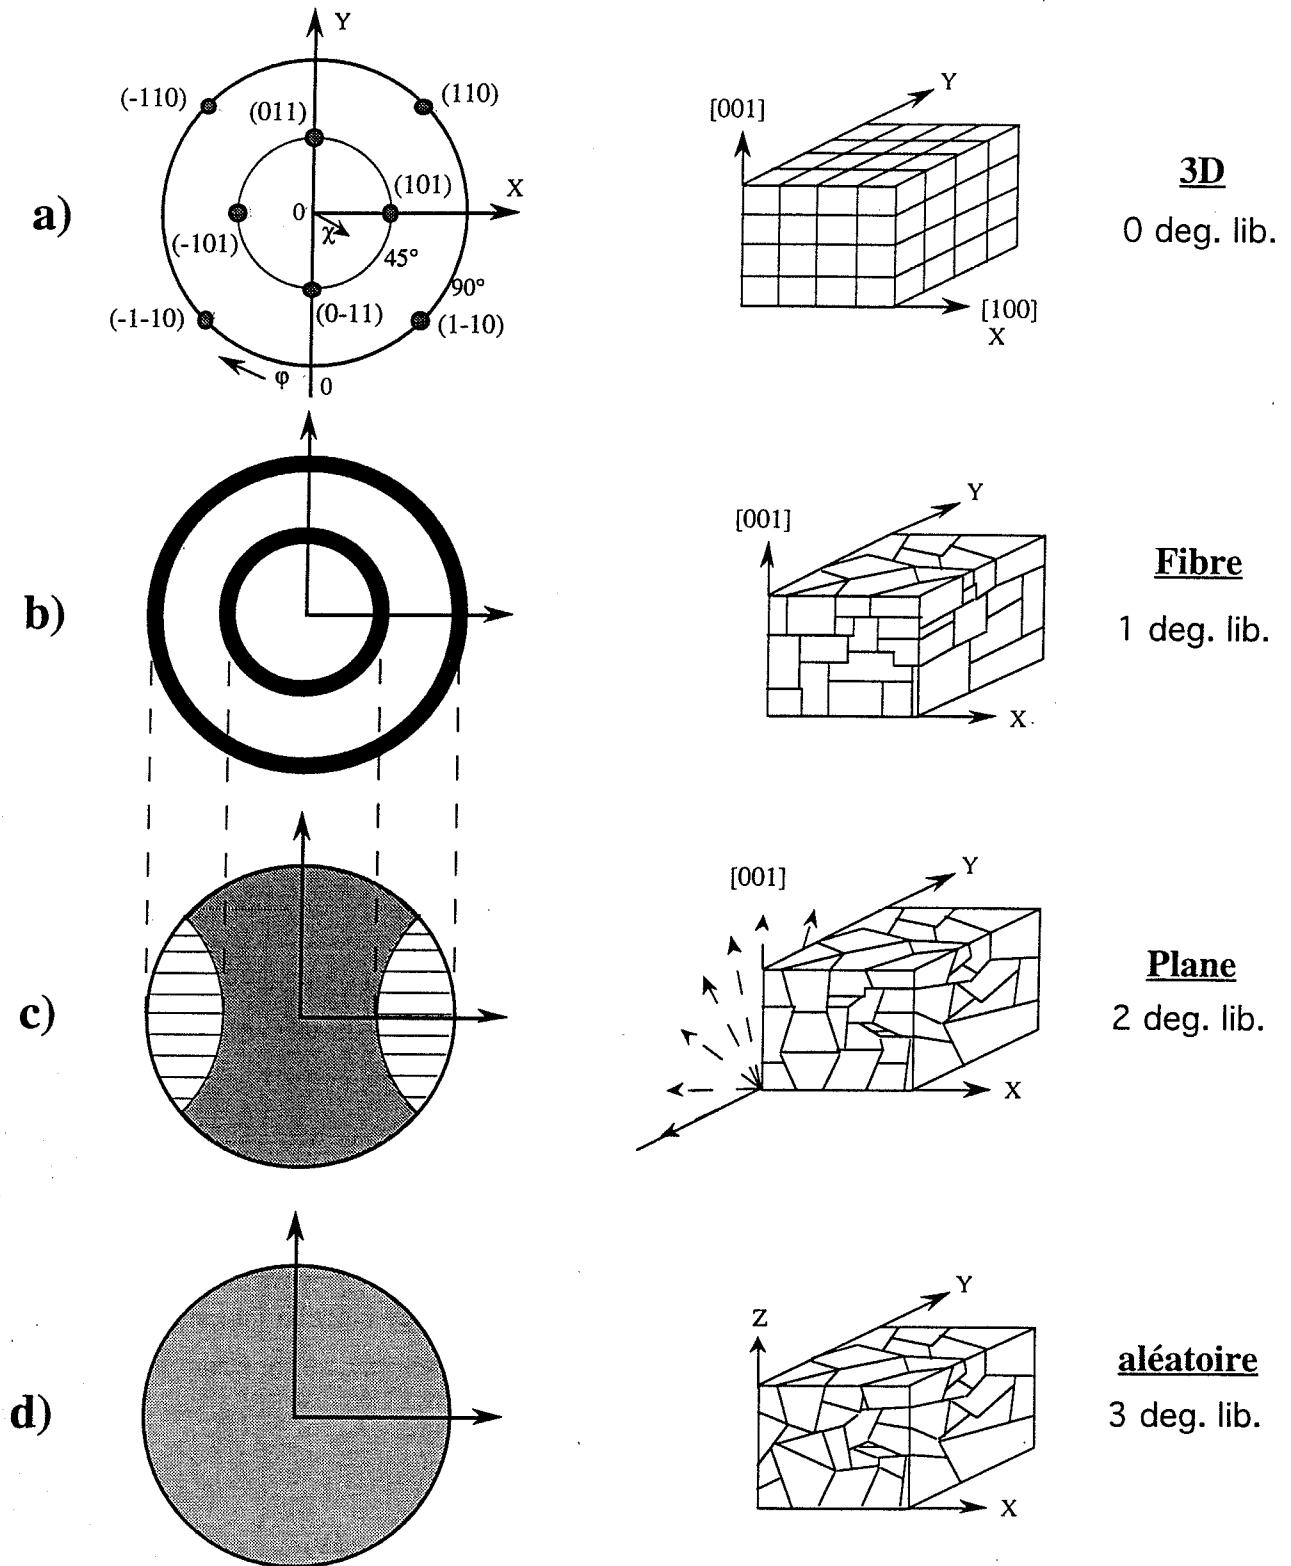 a)
Y
(-110)
(110)
(011)
(101)
X
0
χ
(-101)
45°
90°
(-1-10)
(0-11)
(1-10)
φ
0
[001]
Y
[100]
X
3D
0 deg. lib.
b)
[001]
Y
X
Fibre
1 deg. lib.
c)
[001]
Y
X
Plane
2 deg. lib.
d)
Z
Y
X
aléatoire
3 deg. lib.